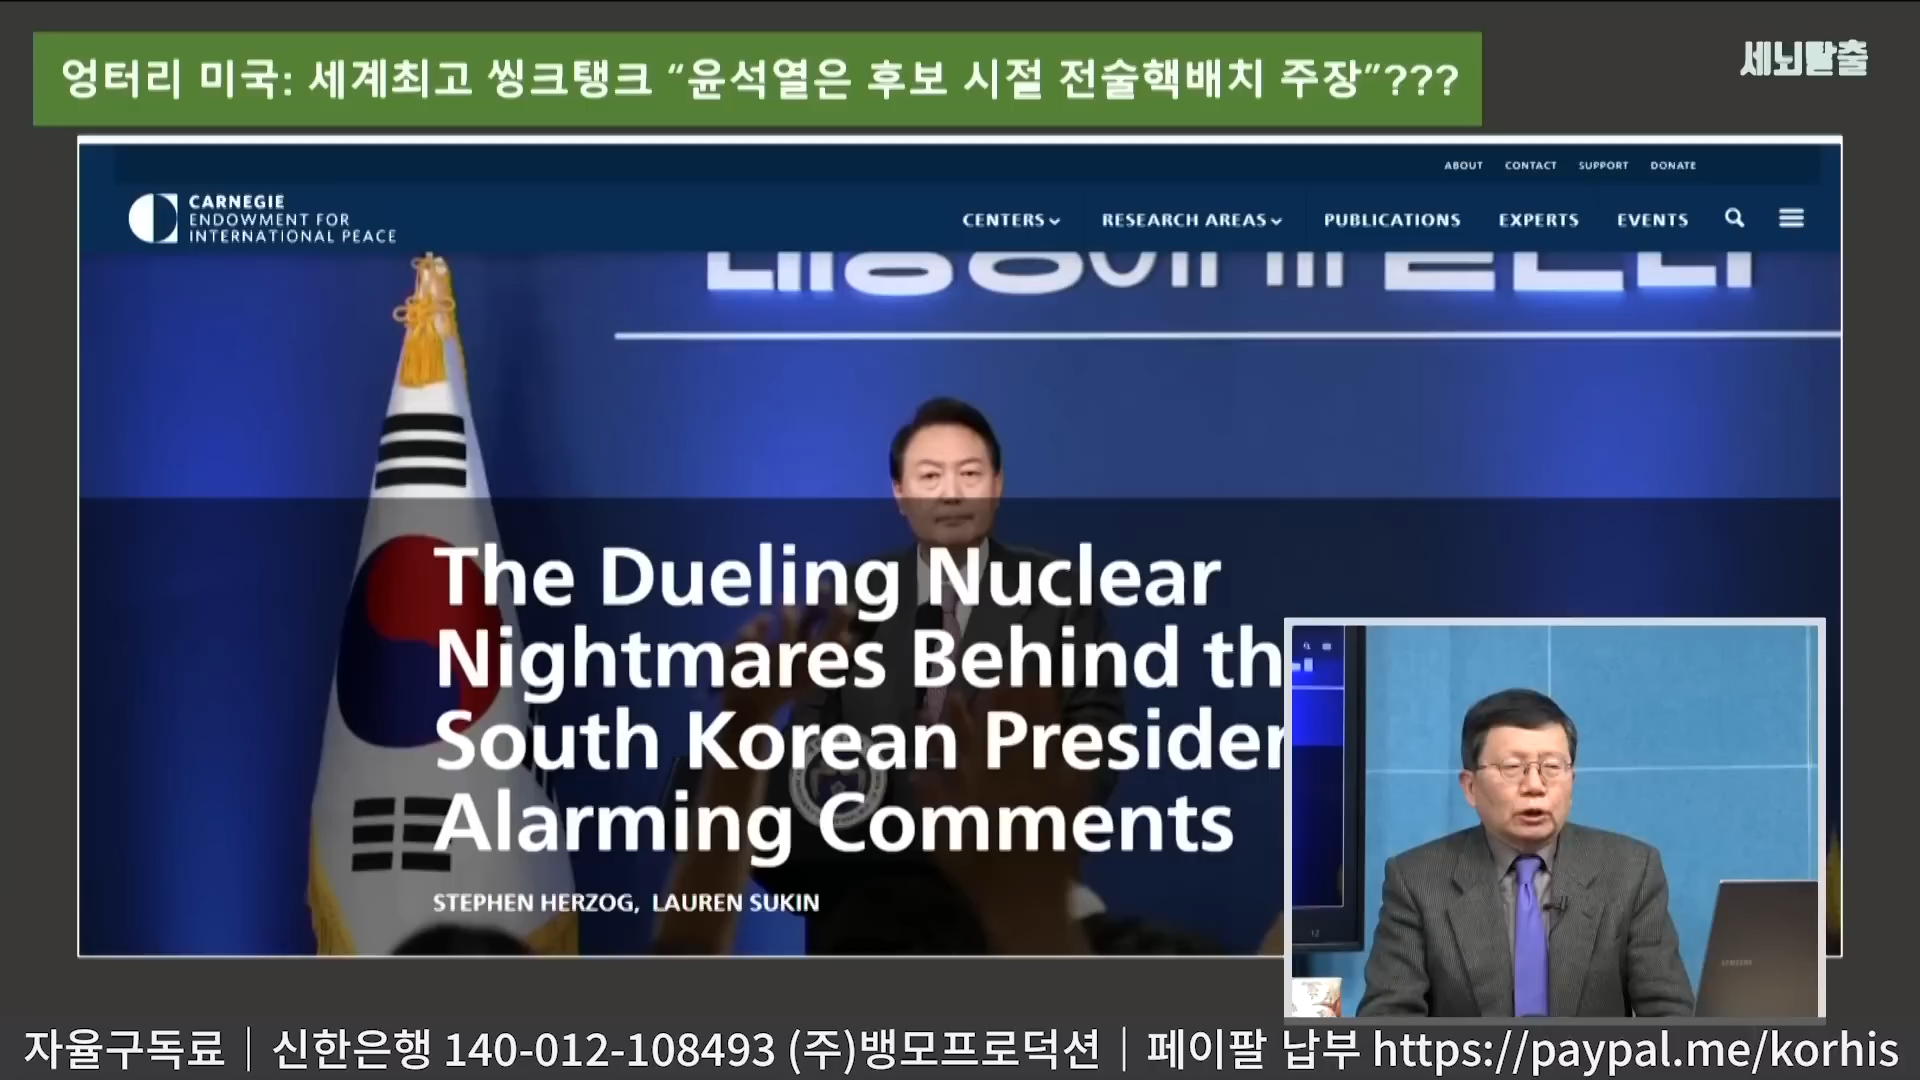 엉터리 미국: 세계최고 씽크탱크 “윤석열은 후보 시절 전술핵배치 주장”???
세뇌탈출
ABOUT CONTACT SUPPORT DONATE
CARNEGIE
ENDOWMENT FOR
INTERNATIONAL PEACE
CENTERS RESEARCH AREAS PUBLICATIONS EXPERTS EVENTS
The Dueling Nuclear
Nightmares Behind th
South Korean Presiden
Alarming Comments
STEPHEN HERZOG, LAUREN SUKIN
SAMSUNG
자율구독료｜신한은행 140-012-108493 (주)뱅모프로덕션｜페이팔 납부 https://paypal.me/korhis